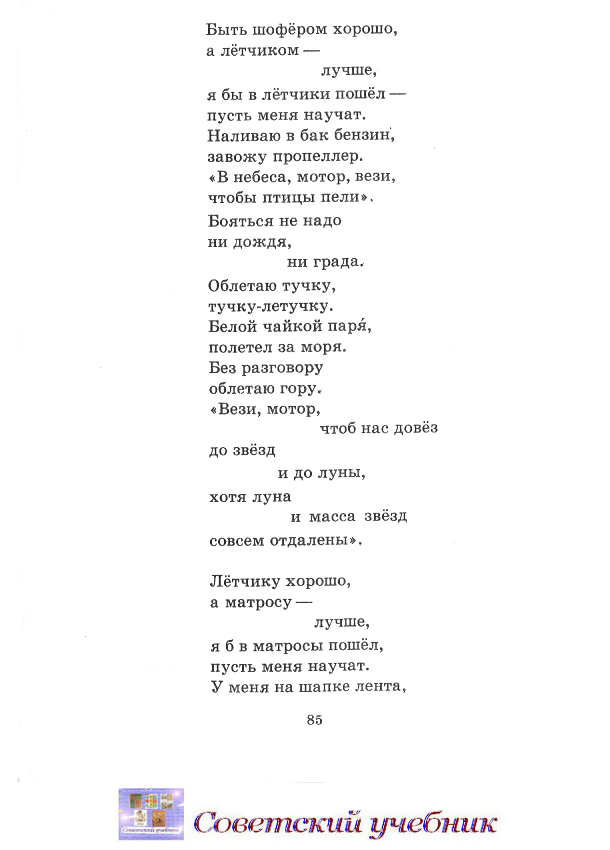 Быть шофёром хорошо,
а лётчиком —
лучше,
я бы в лётчики пошёл —
пусть меня научат.
Наливаю в бак бензин,
завожу пропеллер.
«В небеса, мотор, вези,
чтобы птицы пели».
Бояться не надо
ни дождя,
ни града.
Облетаю тучку,
тучку-летучку.
Белой чайкой паря́,
полетел за моря.
Без разговору
облетаю гору.
«Вези, мотор,
чтоб нас довёз
до звёзд
и до луны,
хотя луна
и масса звёзд
совсем отдалены».
Лётчику хорошо,
а матросу —
лучше,
я б в матросы пошёл,
пусть меня научат.
У меня на шапке лента,
85
Советский учебник
Советский учебник